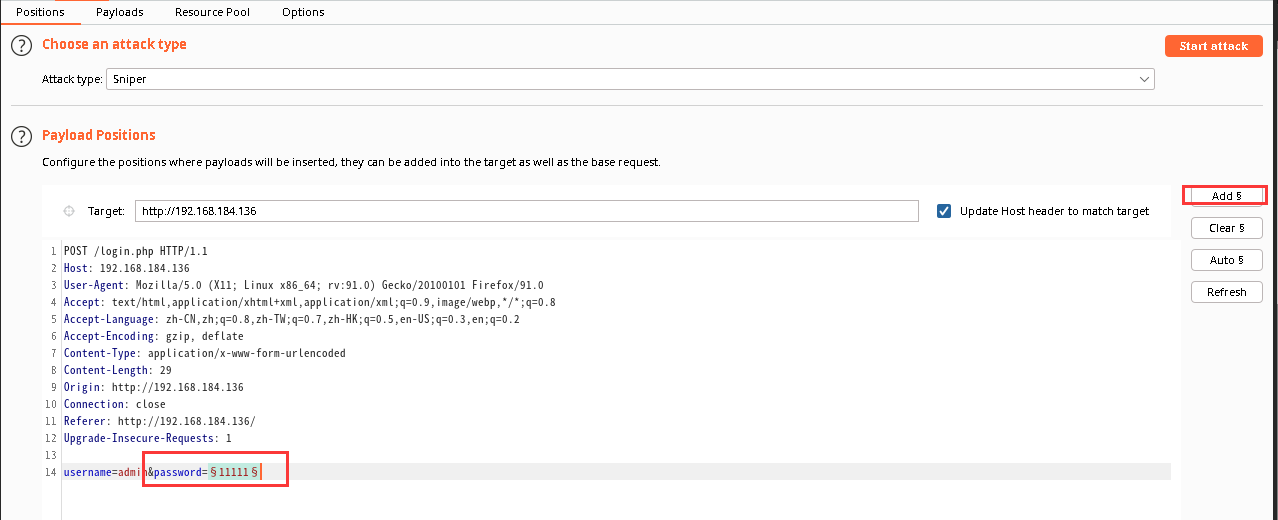 Positions Payloads Resource Pool Options
? Choose an attack type
Start attack
Attack type: Sniper
? Payload Positions
Configure the positions where payloads will be inserted, they can be added into the target as well as the base request.
Target: http://192.168.184.136 Update Host header to match target
Add §
Clear §
Auto §
Refresh
1 POST /login.php HTTP/1.1
2 Host: 192.168.184.136
3 User-Agent: Mozilla/5.0 (X11; Linux x86_64; rv:91.0) Gecko/20100101 Firefox/91.0
4 Accept: text/html,application/xhtml+xml,application/xml;q=0.9,image/webp,*/*;q=0.8
5 Accept-Language: zh-CN,zh;q=0.8,zh-TW;q=0.7,zh-HK;q=0.5,en-US;q=0.3,en;q=0.2
6 Accept-Encoding: gzip, deflate
7 Content-Type: application/x-www-form-urlencoded
8 Content-Length: 29
9 Origin: http://192.168.184.136
10 Connection: close
11 Referer: http://192.168.184.136/
12 Upgrade-Insecure-Requests: 1
13
14 username=admin&password=§11111§